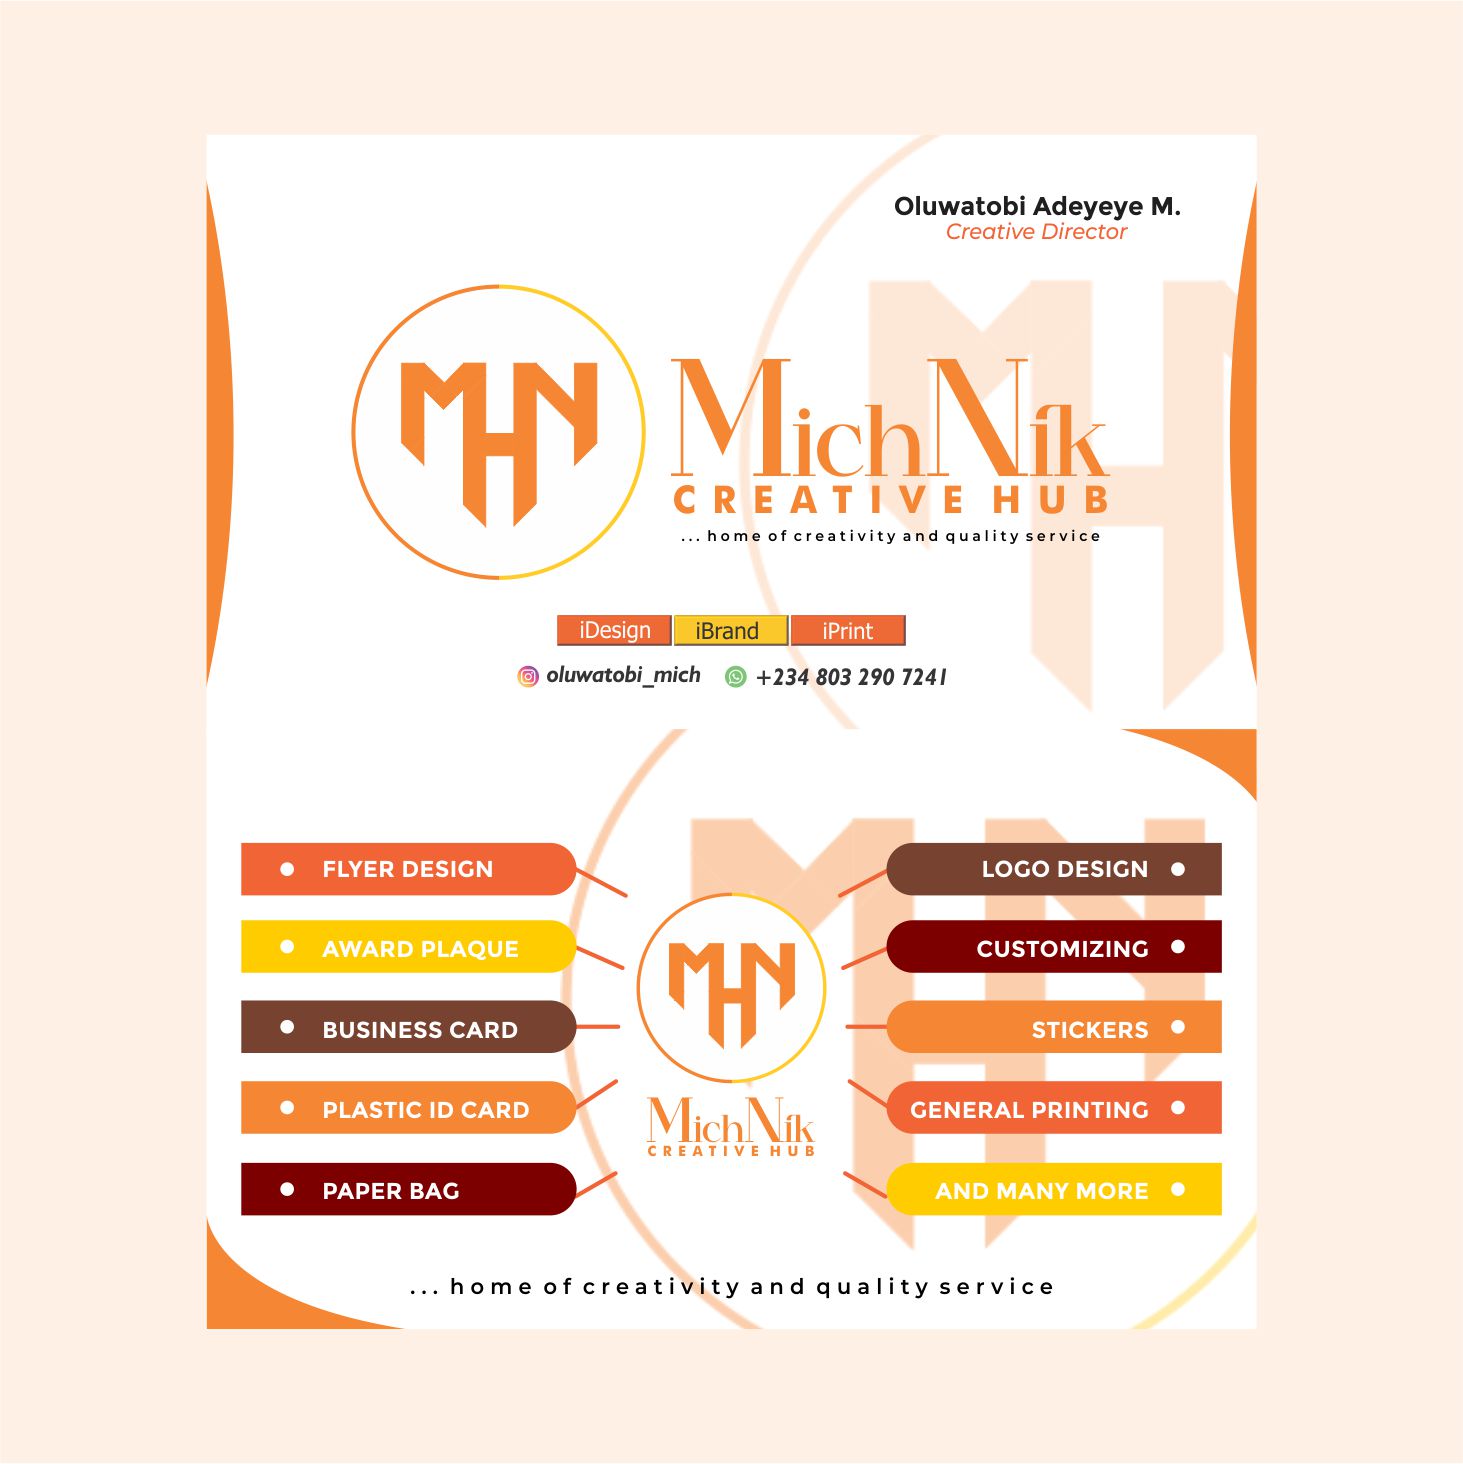 Oluwatobi Adeyeye M.
Creative Director
MHN
MichNik
CREATIVE HUB
... home of creativity and quality service
iDesign iBrand iPrint
oluwatobi_mich +234 803 290 7241
FLYER DESIGN
AWARD PLAQUE
BUSINESS CARD
PLASTIC ID CARD
PAPER BAG
MHN
MichNik
CREATIVE HUB
LOGO DESIGN
CUSTOMIZING
STICKERS
GENERAL PRINTING
AND MANY MORE
... home of creativity and quality service